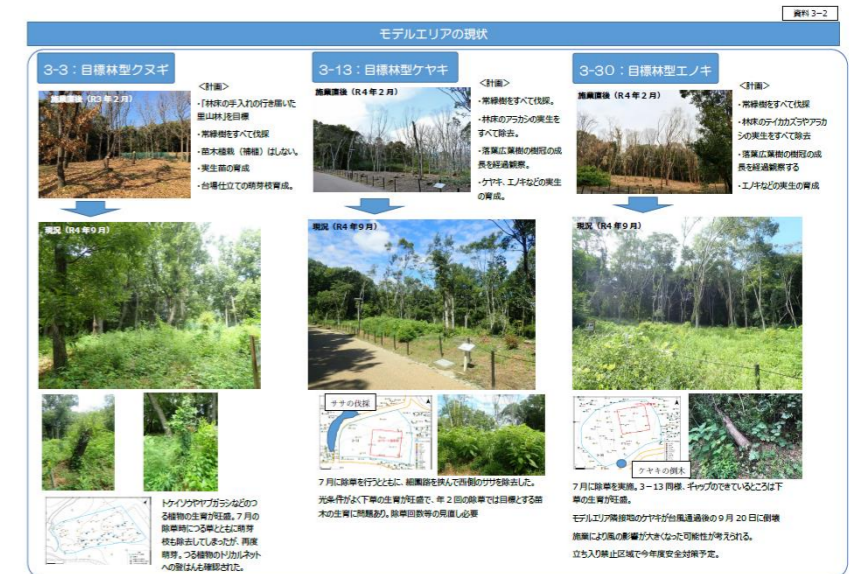 資料3-2
モデルエリアの現状
3-3：目標林型クヌギ
施業直後（R3年2月）
＜計画＞
・「林床の手入れの行き届いた
里山林」を目標
・常緑樹をすべて伐採
・苗木植栽（補植）はしない。
・実生苗の育成
・台場仕立ての萌芽枝育成。
現況（R4年9月）
トケイソウやヤブガラシなどのつ
る植物の生育が旺盛。7月の
除草時につる草とともに萌芽
枝も除去してしまったが、再度
萌芽。つる植物のトリカルネット
への登はんも確認された。
3-13：目標林型ケヤキ
施業直後（R4年2月）
＜計画＞
・常緑樹をすべて伐採。
・林床のアラカシの実生を
すべて除去。
・落葉広葉樹の樹冠の成
長を経過観察。
・ケヤキ、エノキなどの実生
の育成。
現況（R4年9月）
ササの伐採
7月に除草を行うとともに、細園路を挟んで西側のササを除去した。
光条件がよく下草の生育が旺盛で、年2回の除草では目標とする苗
木の生育に問題あり。除草回数等の見直し必要
3-30：目標林型エノキ
施業直後（R4年2月）
＜計画＞
・常緑樹をすべて伐採
・林床のテイカカズラやアラカ
シの実生をすべて除去
・落葉広葉樹の樹冠の成
長を経過観察する
・エノキなどの実生の育成
現況（R4年9月）
ケヤキの倒木
7月に除草を実施。3-13同様、ギャップのできているところは下
草の生育が旺盛。
モデルエリア隣接地のケヤキが台風通過後の9月20日に倒壊
施業により風の影響が大きくなった可能性が考えられる。
立ち入り禁止区域で今年度安全対策予定。